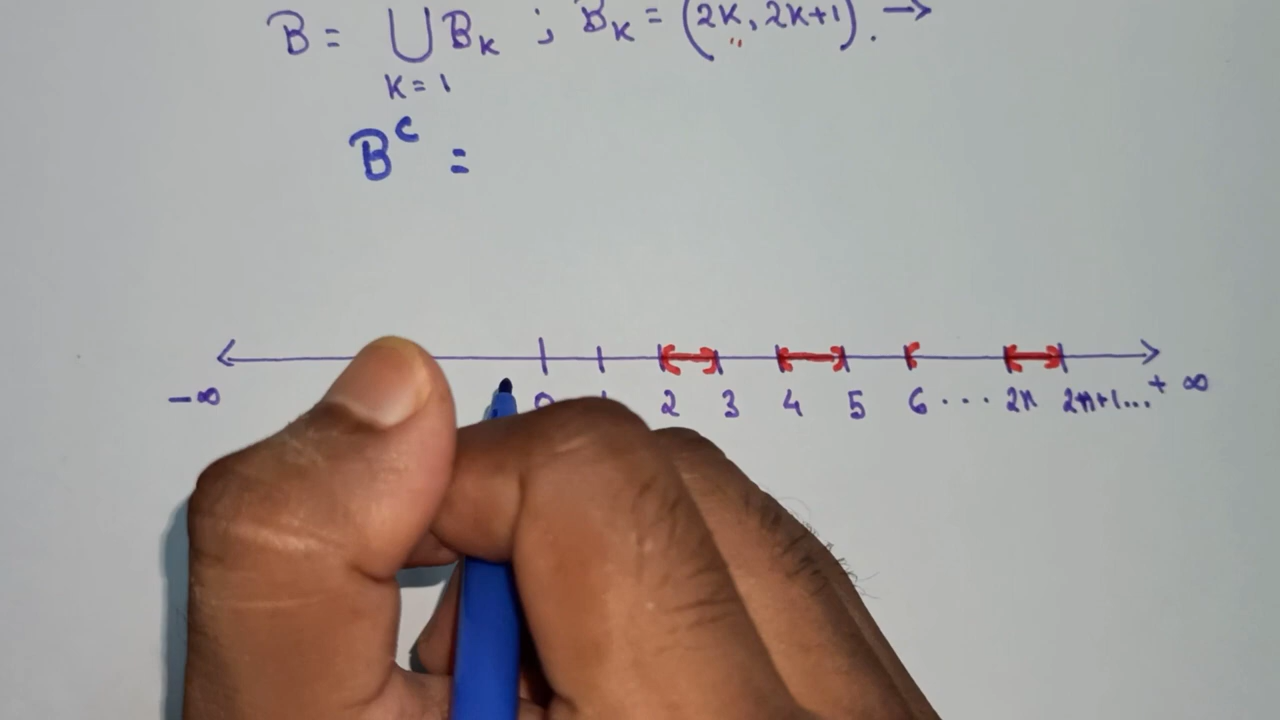 B = ⋃ B_K ; B_K = (2K, 2K+1). →
K = 1
B^C =
-∞ 2 3 4 5 6 ... 2n 2n+1... + ∞